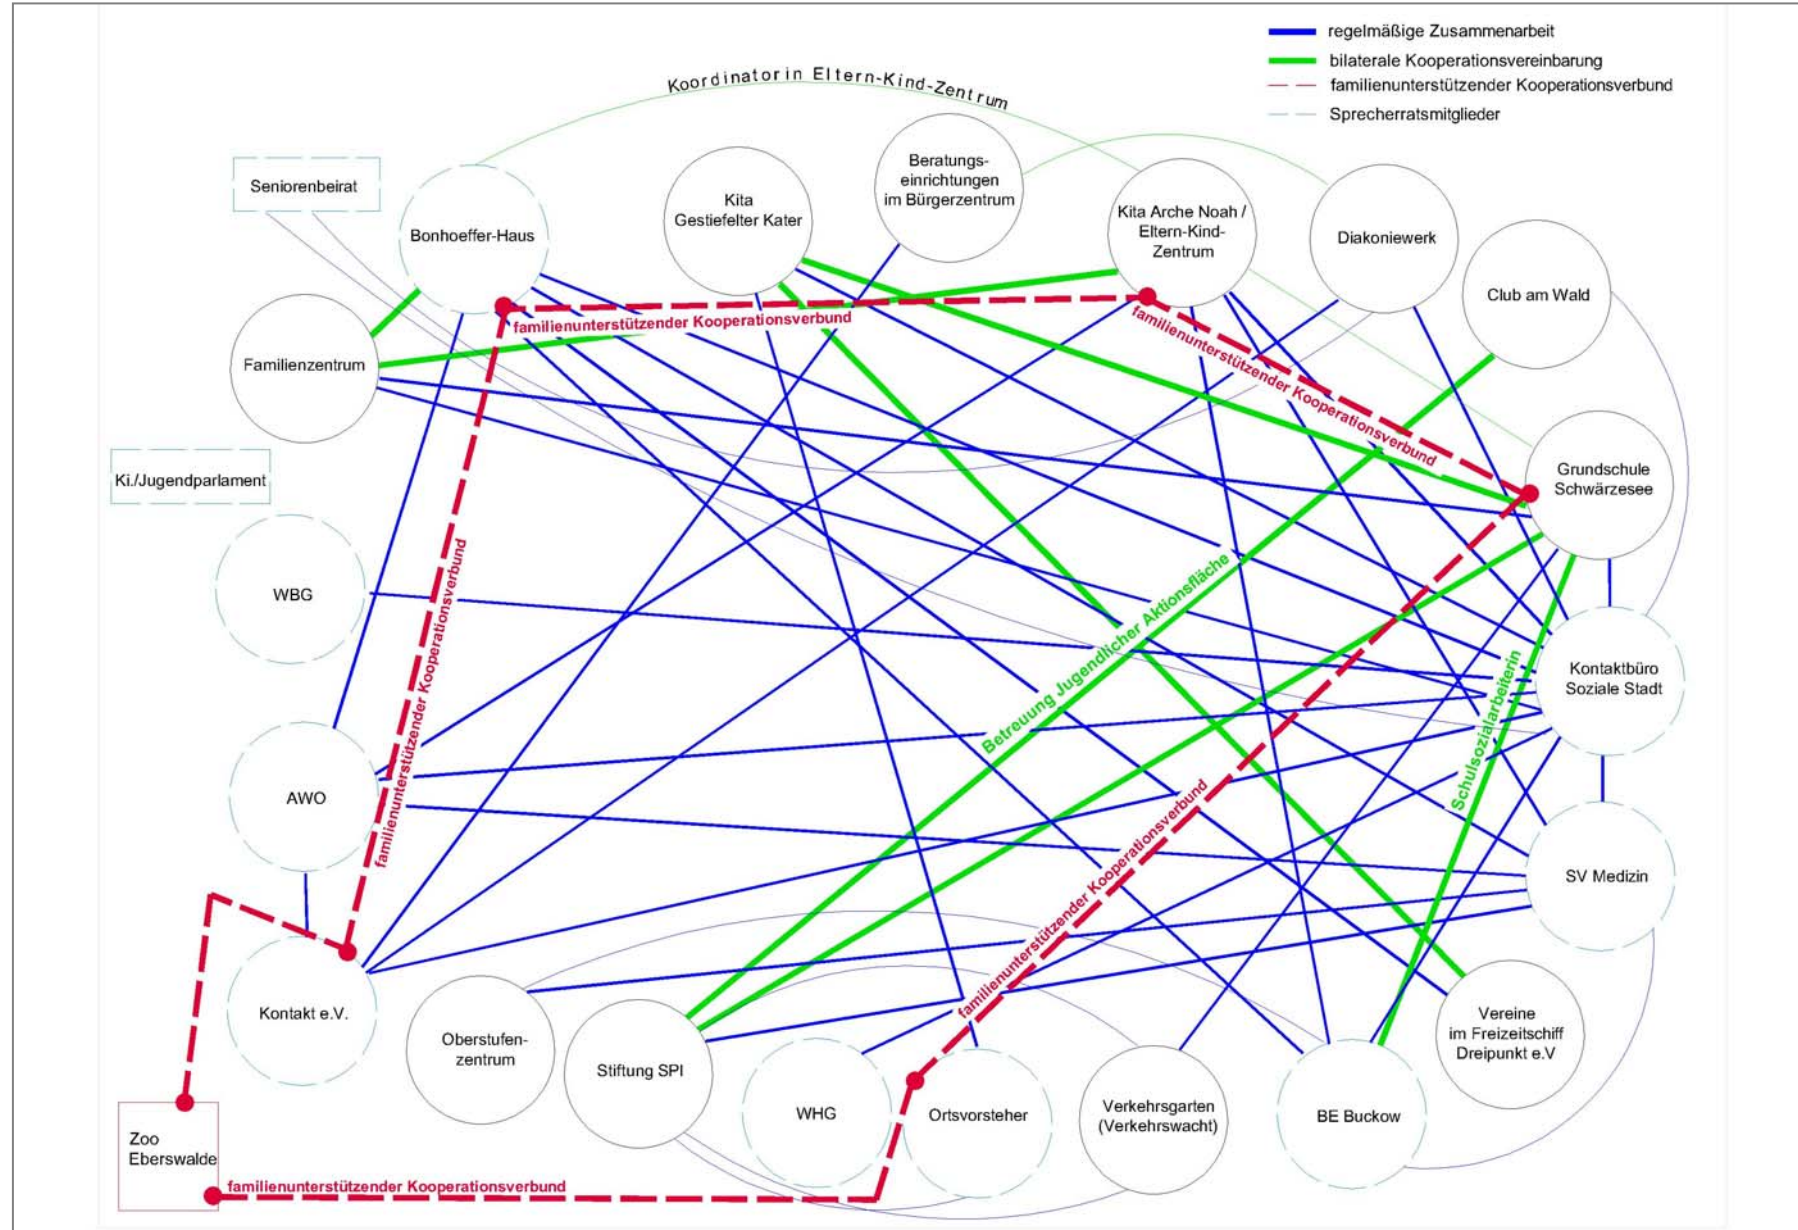 regelmäßige Zusammenarbeit
bilaterale Kooperationsvereinbarung
familienunterstützender Kooperationsverbund
Sprecherratsmitglieder
Koordinatorin Eltern-Kind-Zentrum
Seniorenbeirat
Bonhoeffer-Haus
Kita
Gestiefelter Kater
Beratungs-
einrichtungen
im Bürgerzentrum
Kita Arche Noah /
Eltern-Kind-
Zentrum
Diakoniewerk
Club am Wald
familienunterstützender Kooperationsverbund
familienunterstützender Kooperationsverbund
Familienzentrum
Ki./Jugendparlament
Grundschule
Schwärzesee
WBG
familienunterstützender Kooperationsverbund
Betreuung Jugendlicher Aktionsfläche
Schulsozialarbeiterin
Kontaktbüro
Soziale Stadt
AWO
familienunterstützender Kooperationsverbund
SV Medizin
Kontakt e.V.
Oberstufen-
zentrum
Stiftung SPI
WHG
Ortsvorsteher
Verkehrsgarten
(Verkehrswacht)
BE Buckow
Vereine
im Freizeitschiff
Dreipunkt e.V
Zoo
Eberswalde
familienunterstützender Kooperationsverbund